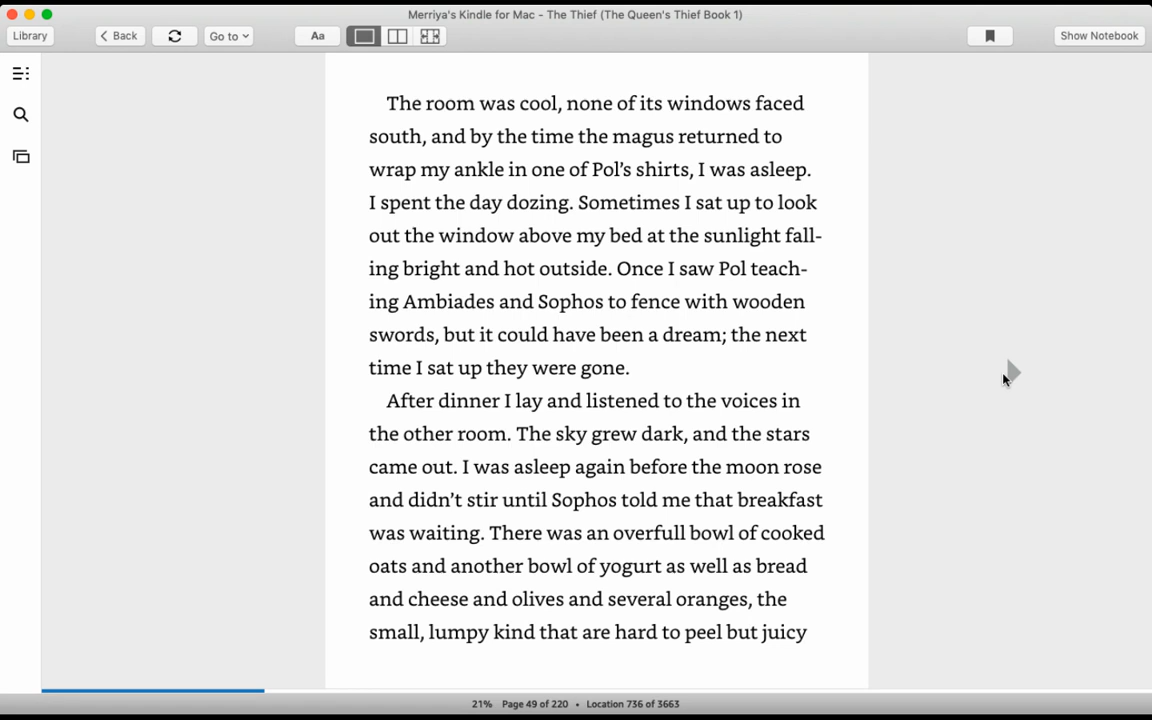 Merriya's Kindle for Mac - The Thief (The Queen's Thief Book 1)
Library
Back
Go to
Aa
Show Notebook
The room was cool, none of its windows faced
south, and by the time the magus returned to
wrap my ankle in one of Pol’s shirts, I was asleep.
I spent the day dozing. Sometimes I sat up to look
out the window above my bed at the sunlight fall-
ing bright and hot outside. Once I saw Pol teach-
ing Ambiades and Sophos to fence with wooden
swords, but it could have been a dream; the next
time I sat up they were gone.
After dinner I lay and listened to the voices in
the other room. The sky grew dark, and the stars
came out. I was asleep again before the moon rose
and didn’t stir until Sophos told me that breakfast
was waiting. There was an overfull bowl of cooked
oats and another bowl of yogurt as well as bread
and cheese and olives and several oranges, the
small, lumpy kind that are hard to peel but juicy
21% Page 49 of 220 • Location 736 of 3663